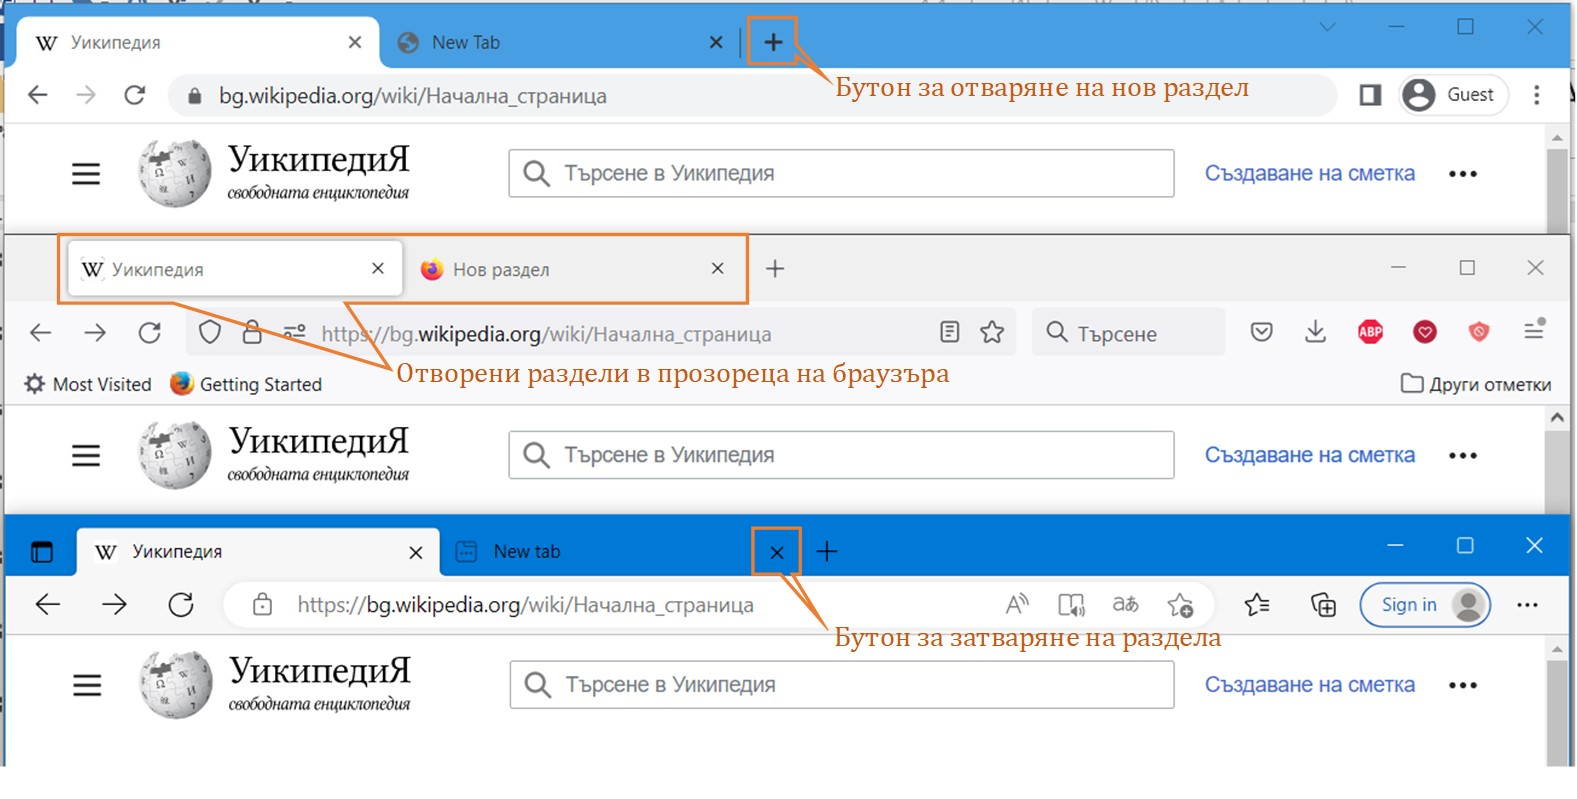 Уикипедия
New Tab
Бутон за отваряне на нов раздел
bg.wikipedia.org/wiki/Начална_страница
Guest
УикипедиЯ
свободната енциклопедия
Търсене в Уикипедия
Създаване на сметка
Уикипедия
Нов раздел
https://bg.wikipedia.org/wiki/Начална_страница
Търсене
ABP
Отворени раздели в прозореца на браузъра
Most Visited
Getting Started
Други отметки
УикипедиЯ
свободната енциклопедия
Търсене в Уикипедия
Създаване на сметка
Уикипедия
New tab
https://bg.wikipedia.org/wiki/Начална_страница
Sign in
Бутон за затваряне на раздела
УикипедиЯ
свободната енциклопедия
Търсене в Уикипедия
Създаване на сметка